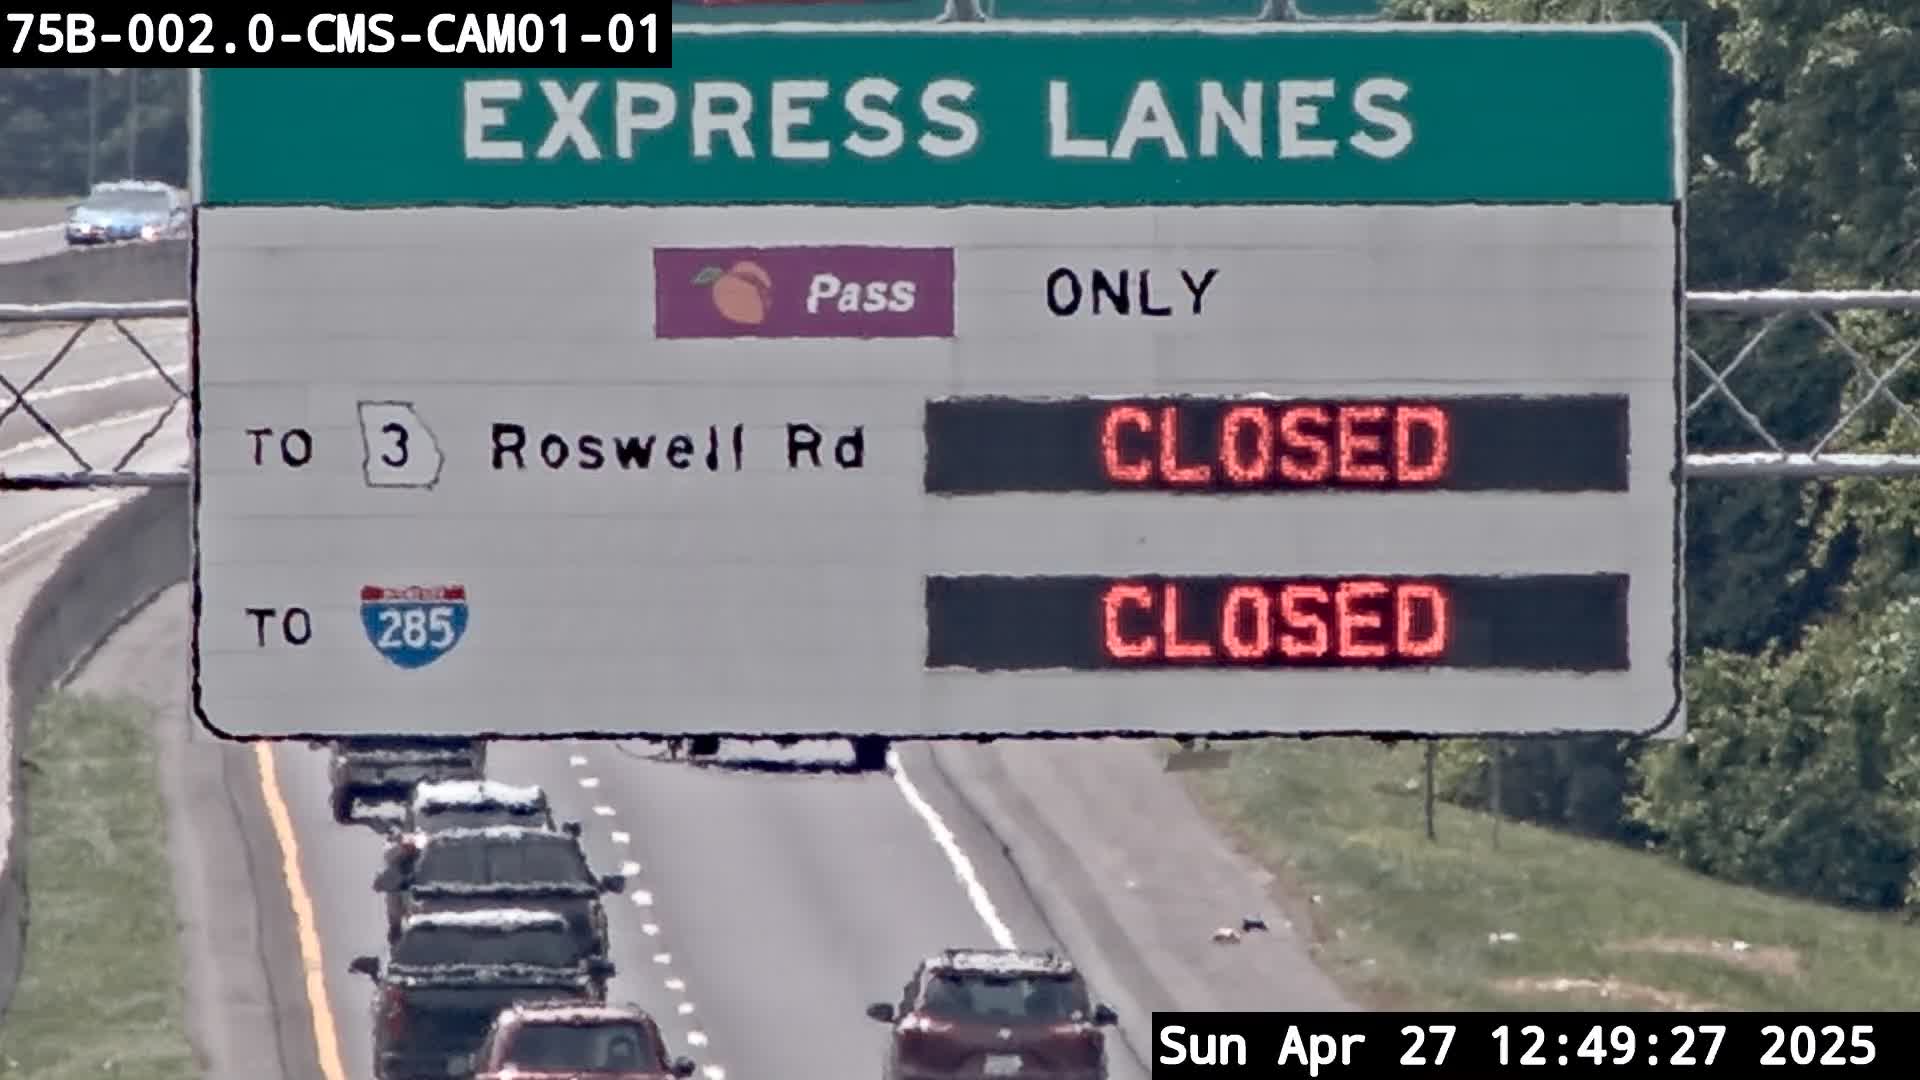 75B-002.0-CMS-CAM01-01
EXPRESS LANES
Pass ONLY
TO 3 Roswell Rd CLOSED
TO 285 CLOSED
Sun Apr 27 12:49:27 2025